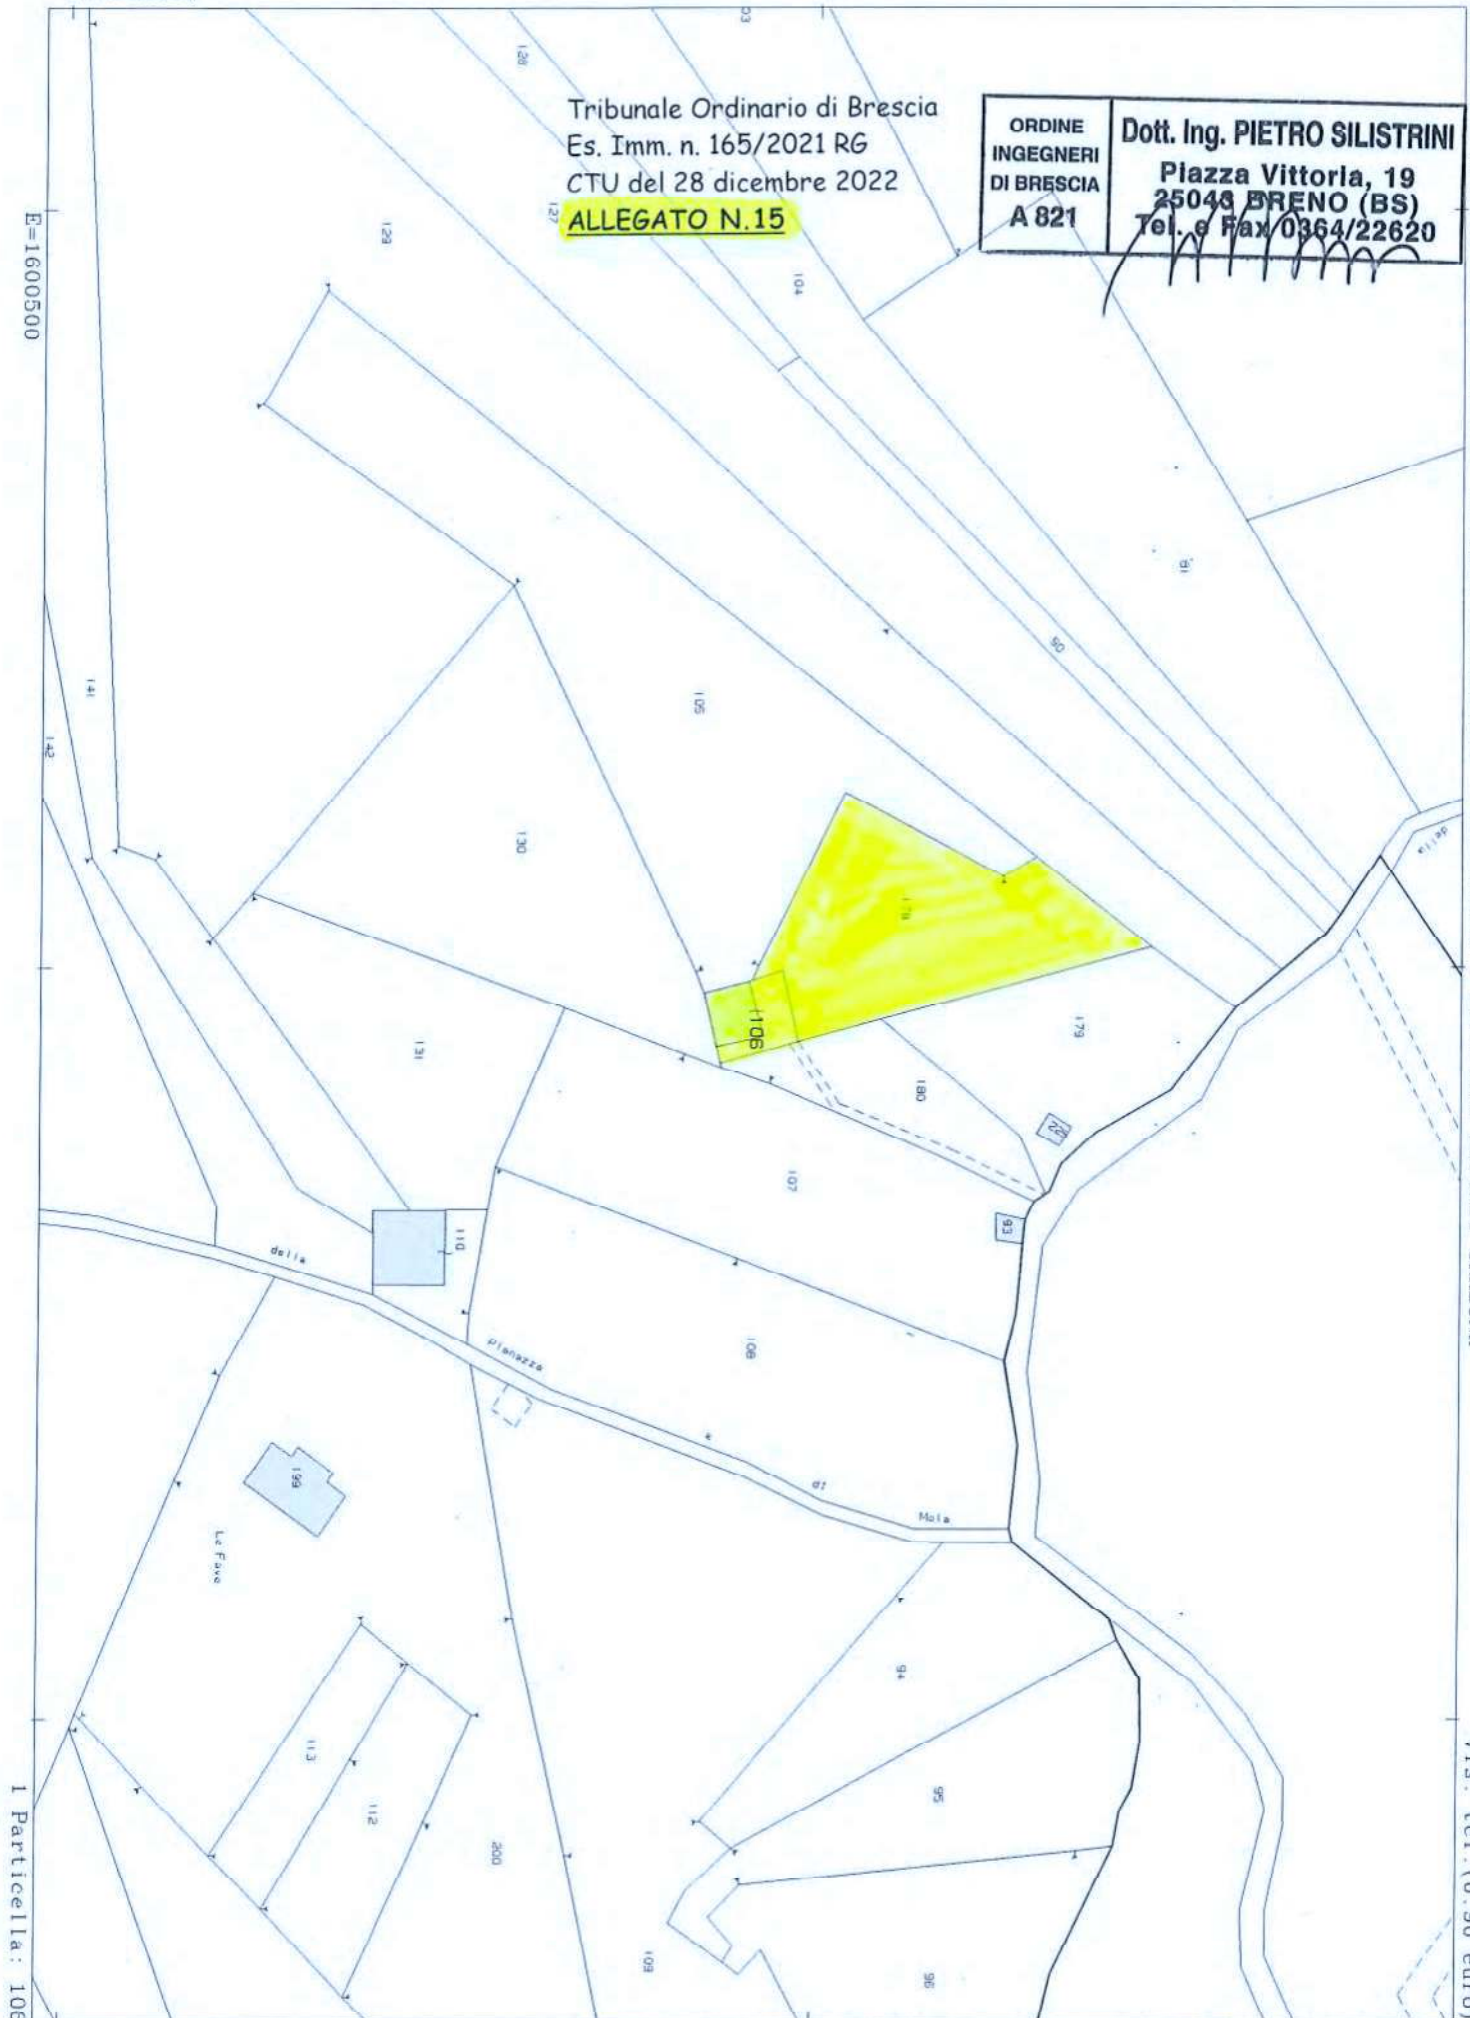 03
128
Tribunale Ordinario di Brescia
Es. Imm. n. 165/2021 RG
CTU del 28 dicembre 2022
ALLEGATO N.15
ORDINE
INGEGNERI
DI BRESCIA
A 821
Dott. Ing. PIETRO SILISTRINI
Piazza Vittoria, 19
25043 BRENO (BS)
Tel. e Fax 0364/22620
127
129
104
E=1600500
90
105
141
142
130
della
179
106
131
180
107
93
110
della
Pianazze
108
e
di
Mola
199
Le Fave
94
113
112
95
200
109
96
1 Particella: 106